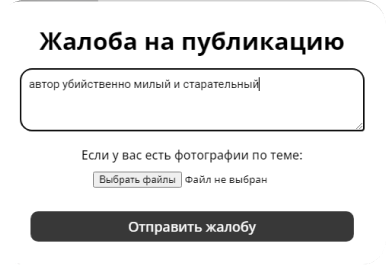 Жалоба на публикацию
автор убийственно милый и старательный
Если у вас есть фотографии по теме:
Выбрать файлы Файл не выбран
Отправить жалобу